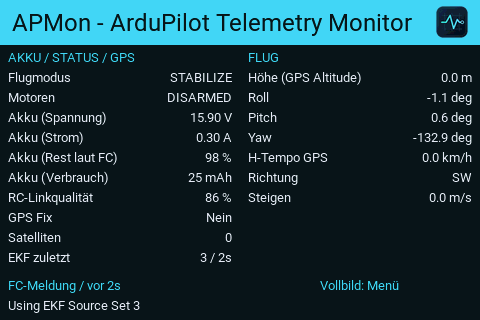 APMon - ArduPilot Telemetry Monitor
AKKU / STATUS / GPS
Flugmodus STABILIZE
Motoren DISARMED
Akku (Spannung) 15.90 V
Akku (Strom) 0.30 A
Akku (Rest laut FC) 98 %
Akku (Verbrauch) 25 mAh
RC-Linkqualität 86 %
GPS Fix Nein
Satelliten 0
EKF zuletzt 3 / 2s
FLUG
Höhe (GPS Altitude) 0.0 m
Roll -1.1 deg
Pitch 0.6 deg
Yaw -132.9 deg
H-Tempo GPS 0.0 km/h
Richtung SW
Steigen 0.0 m/s
FC-Meldung / vor 2s
Using EKF Source Set 3
Vollbild: Menü